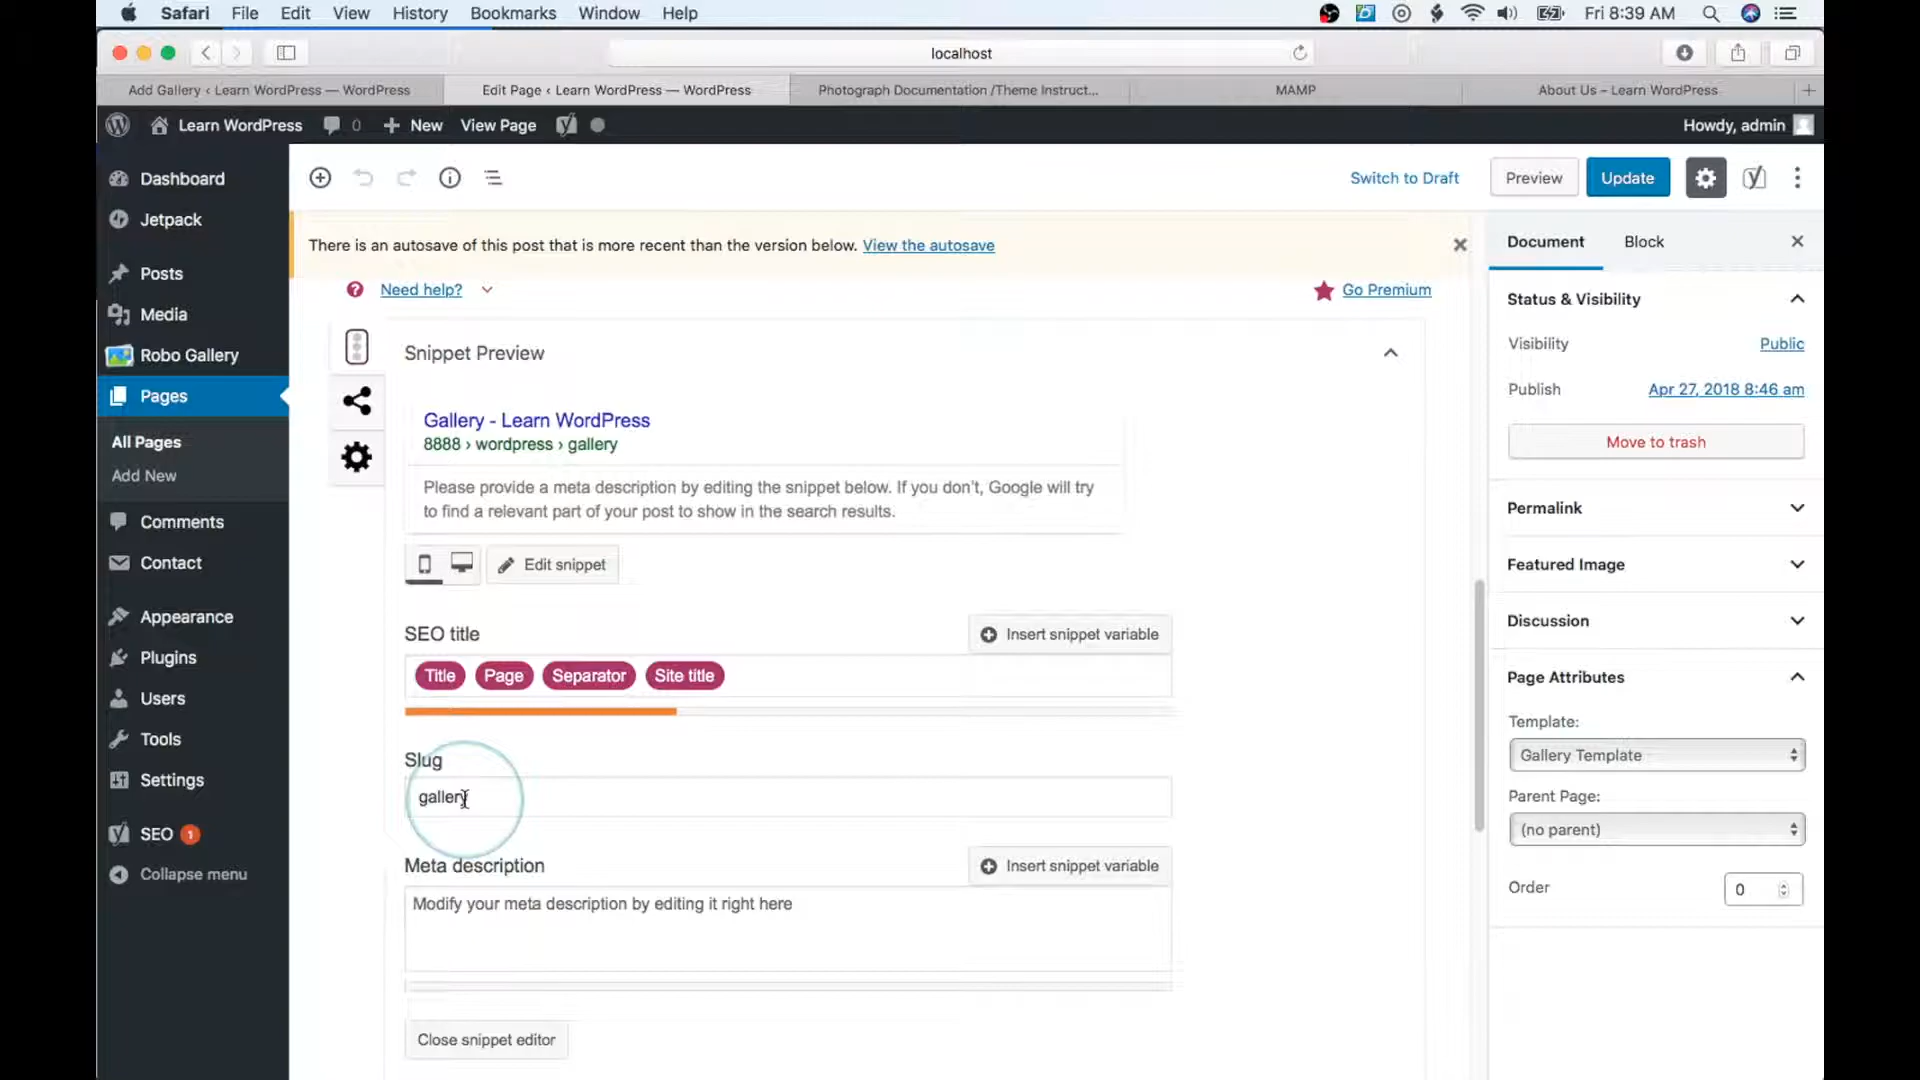 Safari File Edit View History Bookmarks Window Help Fri 8:39 AM
localhost
Add Gallery ‹ Learn WordPress — WordPress Edit Page ‹ Learn WordPress — WordPress Photograph Documentation /Theme Instruct... MAMP About Us – Learn WordPress
Learn WordPress 0 New View Page Howdy, admin
Dashboard
Jetpack
Posts
Media
Robo Gallery
Pages
All Pages
Add New
Comments
Contact
Appearance
Plugins
Users
Tools
Settings
SEO 1
Collapse menu
Switch to Draft Preview Update
There is an autosave of this post that is more recent than the version below. View the autosave
Need help? Go Premium
Snippet Preview
Gallery - Learn WordPress
8888 › wordpress › gallery
Please provide a meta description by editing the snippet below. If you don't, Google will try
to find a relevant part of your post to show in the search results.
Edit snippet
SEO title Insert snippet variable
Title Page Separator Site title
Slug
gallery
Meta description Insert snippet variable
Modify your meta description by editing it right here
Close snippet editor
Document Block
Status & Visibility
Visibility Public
Publish Apr 27, 2018 8:46 am
Move to trash
Permalink
Featured Image
Discussion
Page Attributes
Template:
Gallery Template
Parent Page:
(no parent)
Order 0